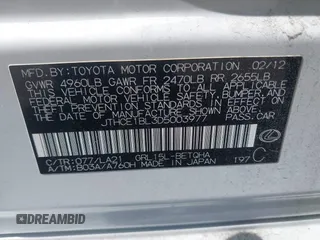 MFD.BY:TOYOTA MOTOR CORPORATION 02/12
GVWR 4960LB GAWR FR 2470LB RR 2655LB
THIS VEHICLE CONFORMS TO ALL APPLICABLE
FEDERAL MOTOR VEHICLE SAFETY, BUMPER, AND
THEFT PREVENTION STANDARDS IN EFFECT ON
THE DATE OF MANUFACTURE SHOWN ABOVE.
JTHCE1BL3D5003977 PASS.CAR
C/TR:077/LA21 GRL15L-BETQHA
A/TM:B03A/A760H MADE IN JAPAN 197 C
DREAMBID